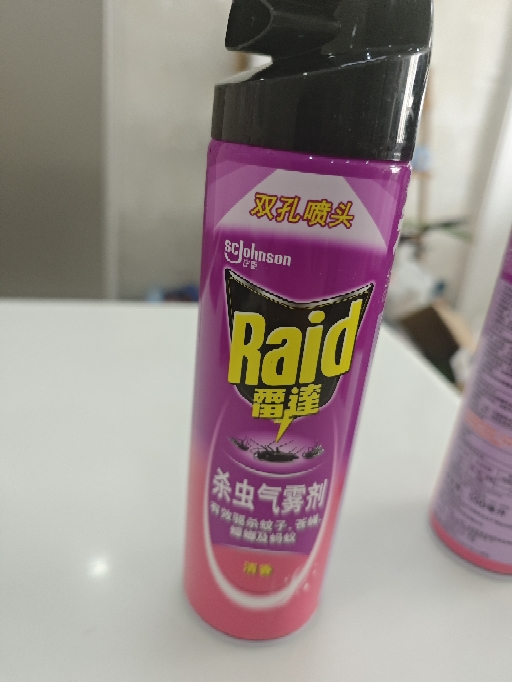 双孔喷头
SC Johnson
庄臣
Raid
雷達
杀虫气雾剂
有效驱杀蚊子、苍蝇、
蟑螂及蚂蚁
清香